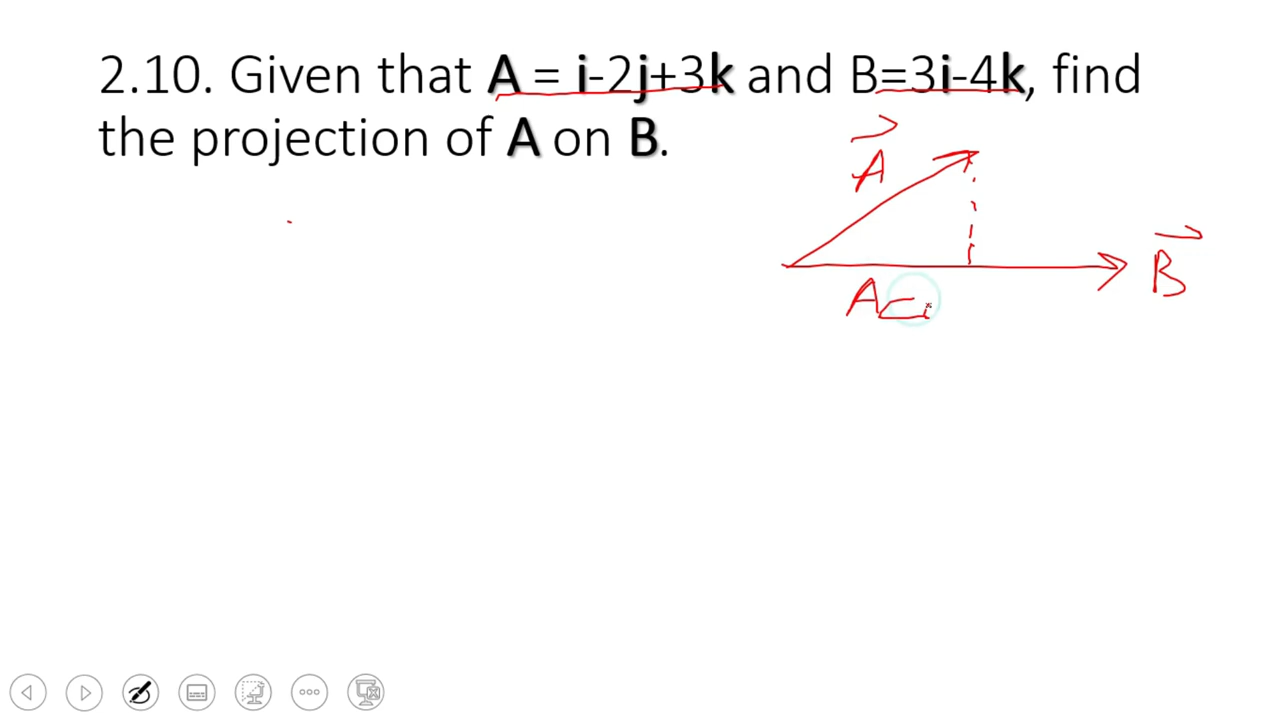 2.10. Given that A = i-2j+3k and B=3i-4k, find
the projection of A on B.
A
B
A